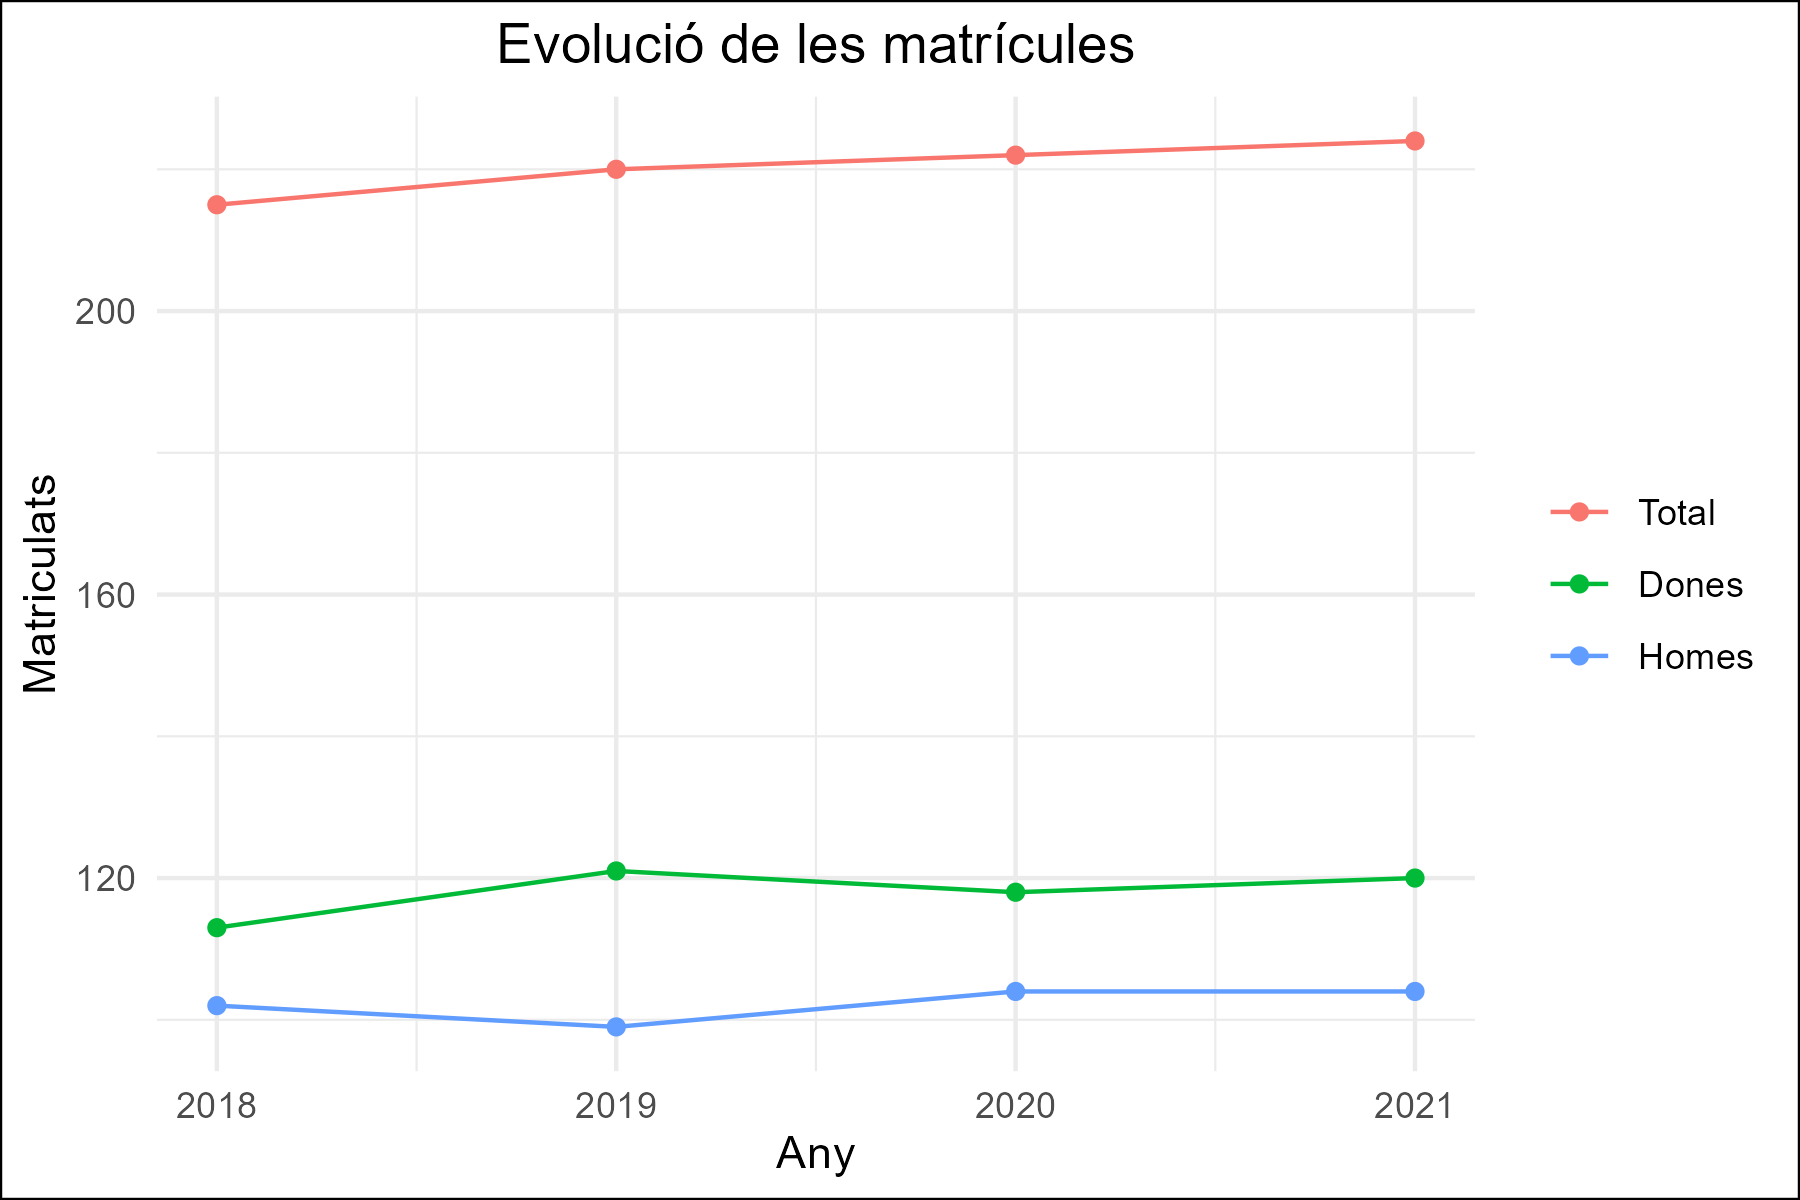 Evolució de les matrícules
Matriculats
200
160
120
2018
2019
2020
2021
Any
Total
Dones
Homes